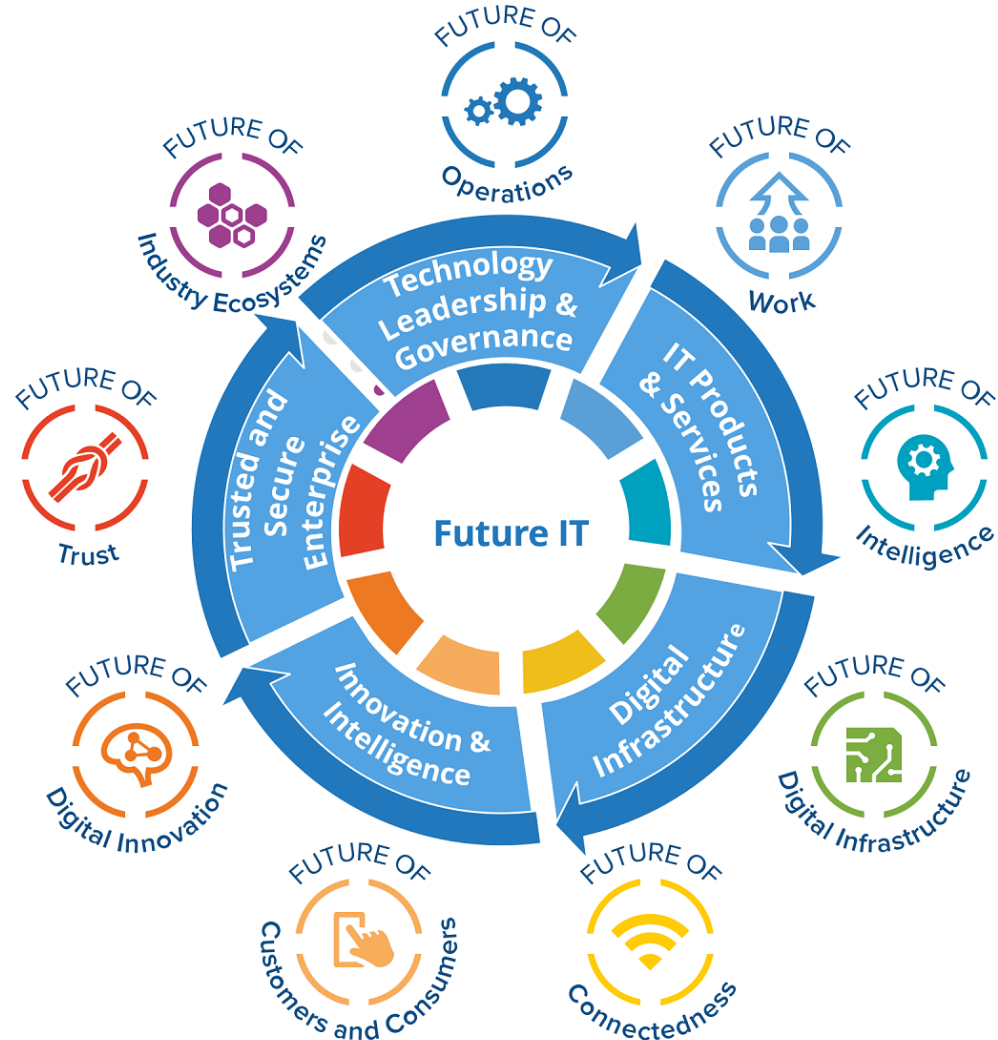 FUTURE OF
Operations
FUTURE OF
Work
FUTURE OF
Intelligence
FUTURE OF
Digital Infrastructure
FUTURE OF
Connectedness
FUTURE OF
Customers and Consumers
FUTURE OF
Digital Innovation
FUTURE OF
Trust
FUTURE OF
Industry Ecosystems
Technology
Leadership &
Governance
IT Products
& Services
Digital
Infrastructure
Innovation &
Intelligence
Trusted and
Secure
Enterprise
Future IT